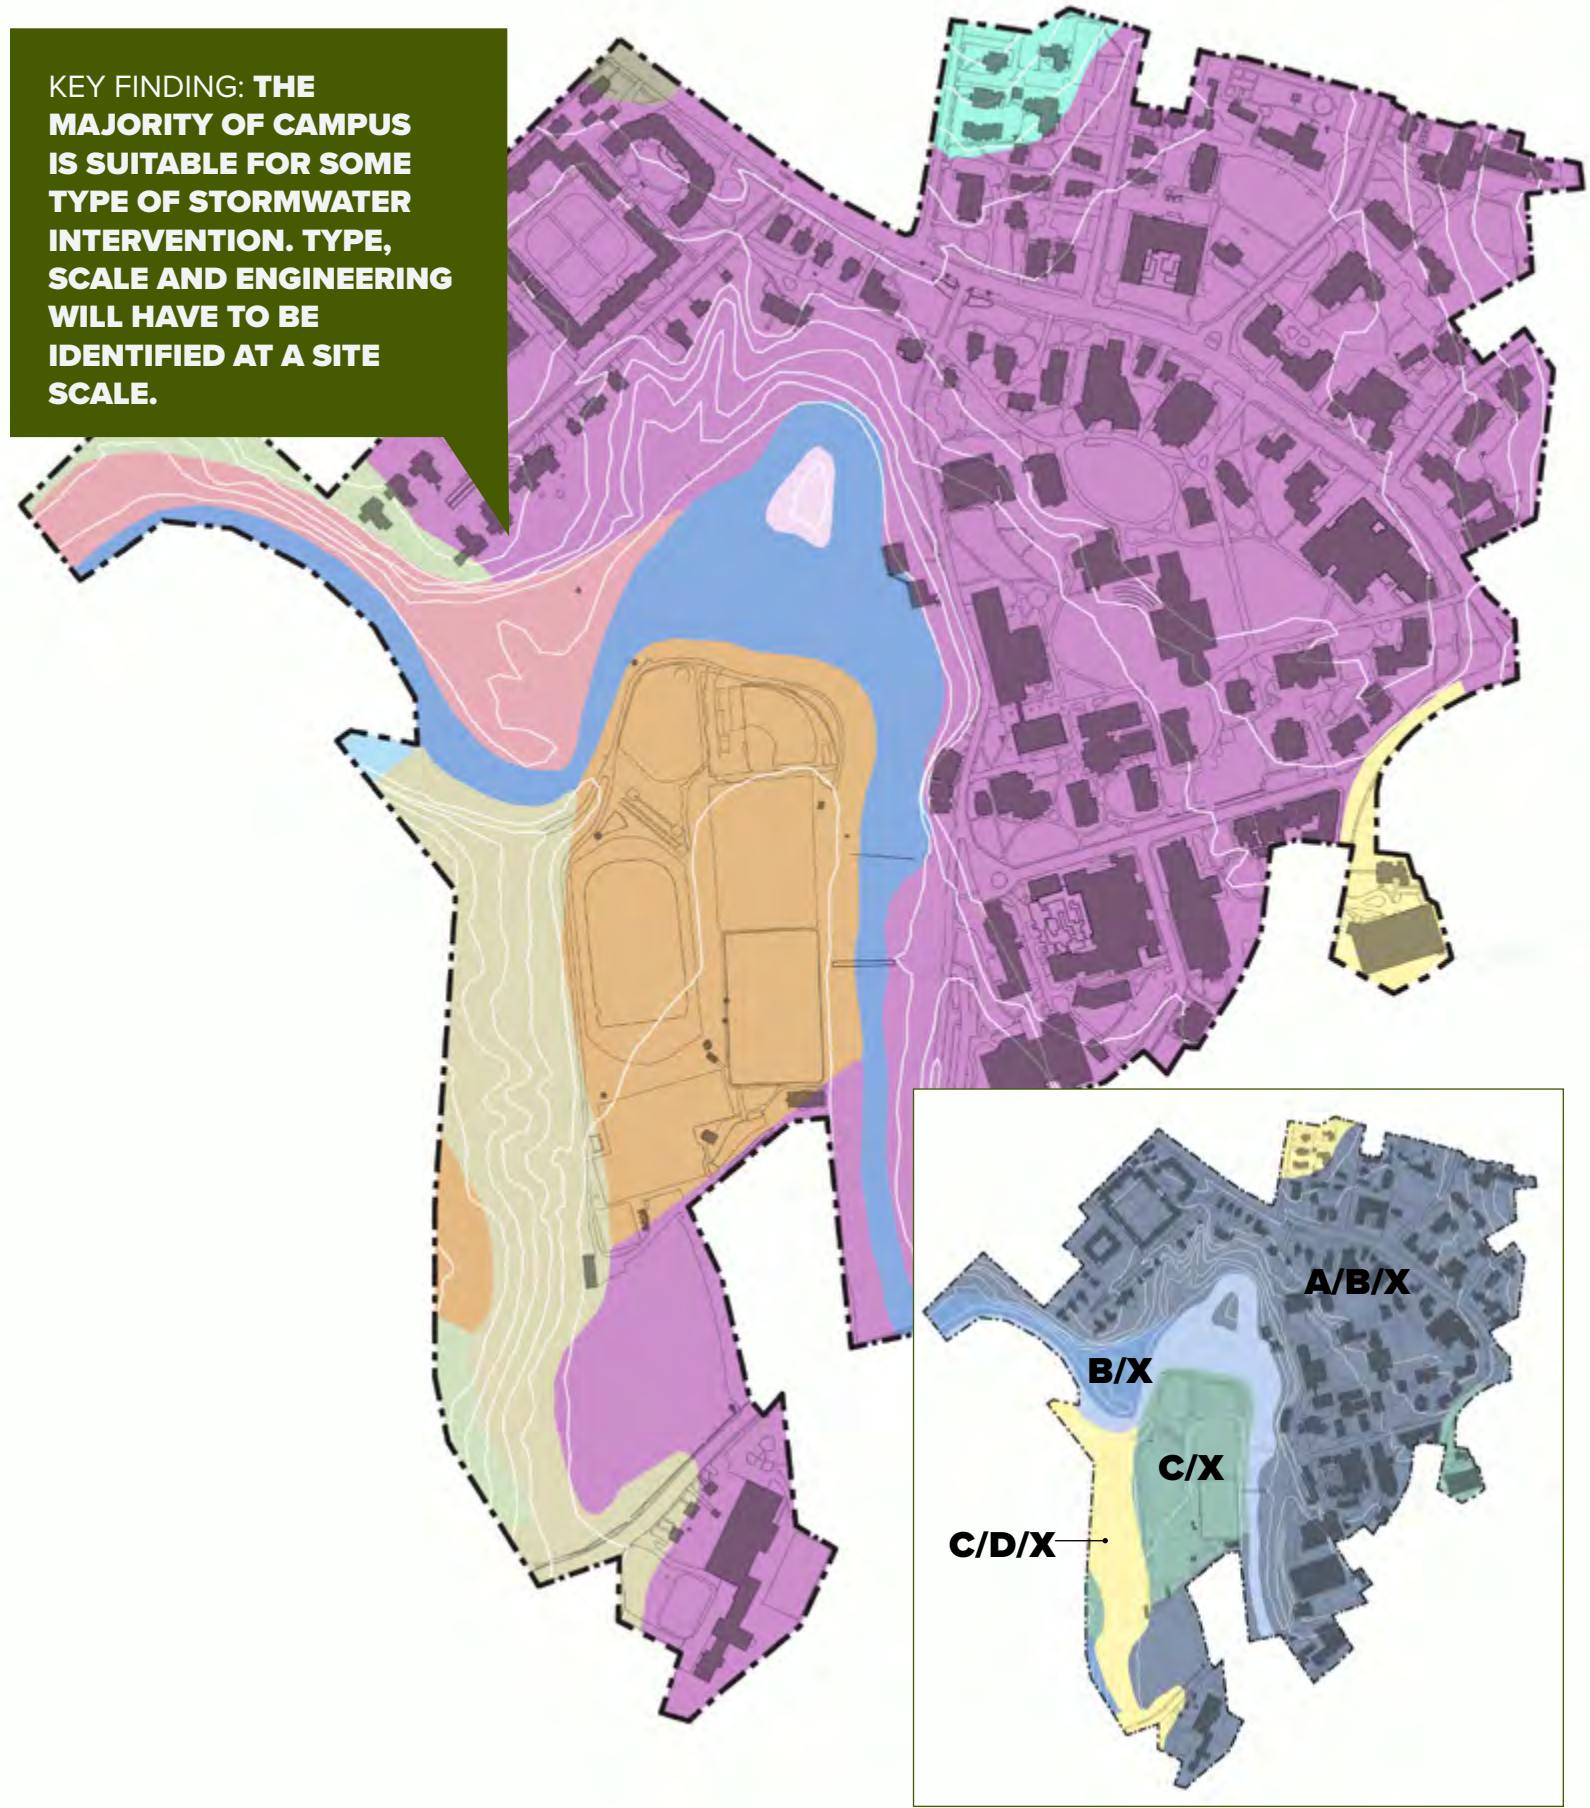 KEY FINDING: THE
MAJORITY OF CAMPUS
IS SUITABLE FOR SOME
TYPE OF STORMWATER
INTERVENTION. TYPE,
SCALE AND ENGINEERING
WILL HAVE TO BE
IDENTIFIED AT A SITE
SCALE.
A/B/X
B/X
C/X
C/D/X